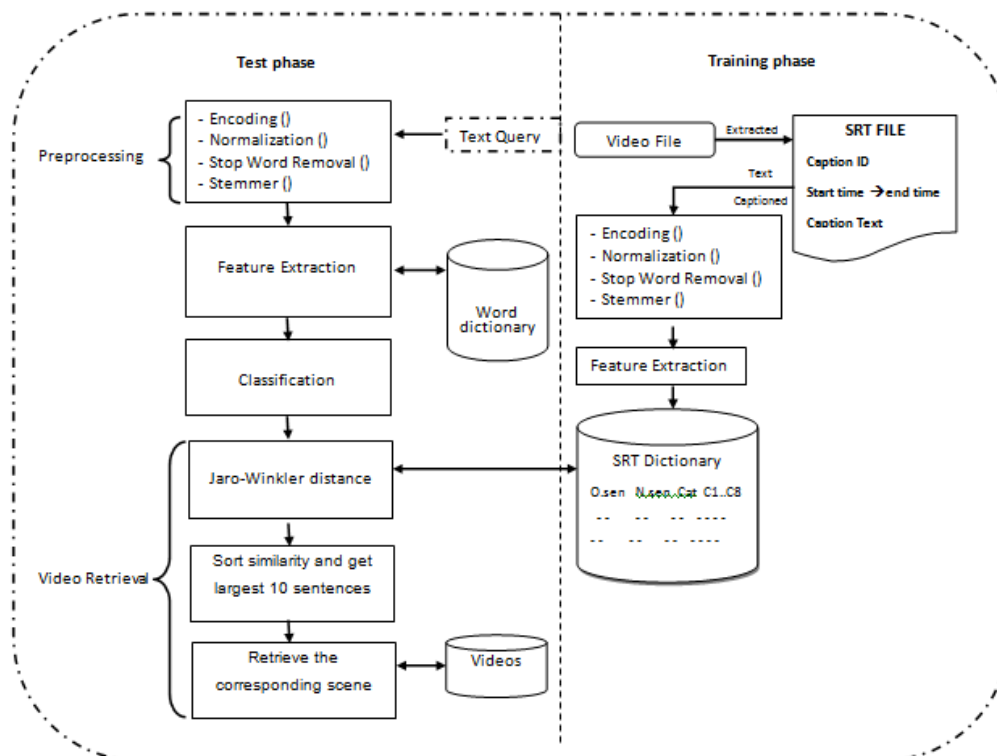 Test phase
Training phase
Preprocessing
- Encoding ()
- Normalization ()
- Stop Word Removal ()
- Stemmer ()
Text Query
Video File
Extracted
SRT FILE
Caption ID
Start time → end time
Caption Text
Text
Captioned
- Encoding ()
- Normalization ()
- Stop Word Removal ()
- Stemmer ()
Feature Extraction
Word
dictionary
Feature Extraction
Classification
SRT Dictionary
O.sen N.sen Cat C1..C8
-- -- -- ----
-- -- -- ----
Video Retrieval
Jaro-Winkler distance
Sort similarity and get
largest 10 sentences
Retrieve the
corresponding scene
Videos